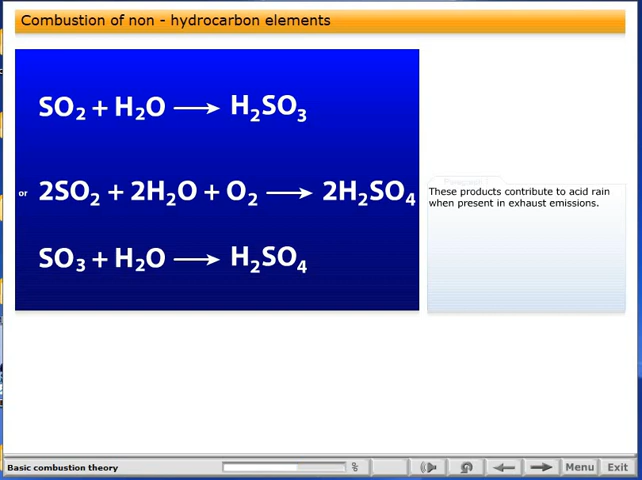 Combustion of non - hydrocarbon elements
SO₂ + H₂O ⟶ H₂SO₃
or 2SO₂ + 2H₂O + O₂ ⟶ 2H₂SO₄
SO₃ + H₂O ⟶ H₂SO₄
These products contribute to acid rain
when present in exhaust emissions.
Basic combustion theory
Menu
Exit